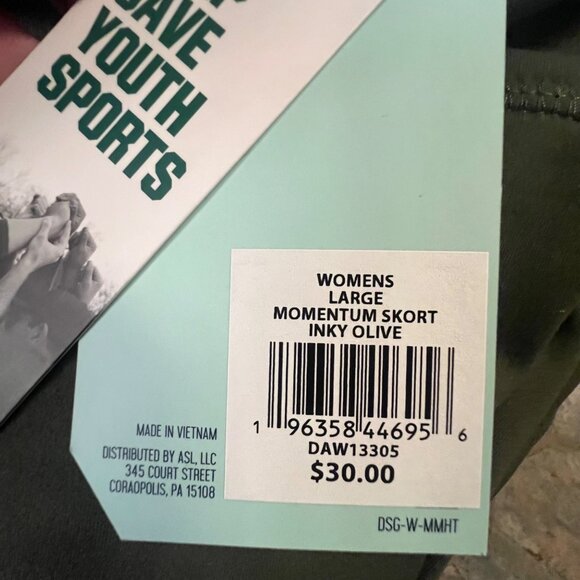 SAVE
YOUTH
SPORTS
WOMENS
LARGE
MOMENTUM SKORT
INKY OLIVE
1 96358 44695 6
DAW13305
$30.00
MADE IN VIETNAM
DISTRIBUTED BY ASL, LLC
345 COURT STREET
CORAOPOLIS, PA 15108
DSG-W-MMHT